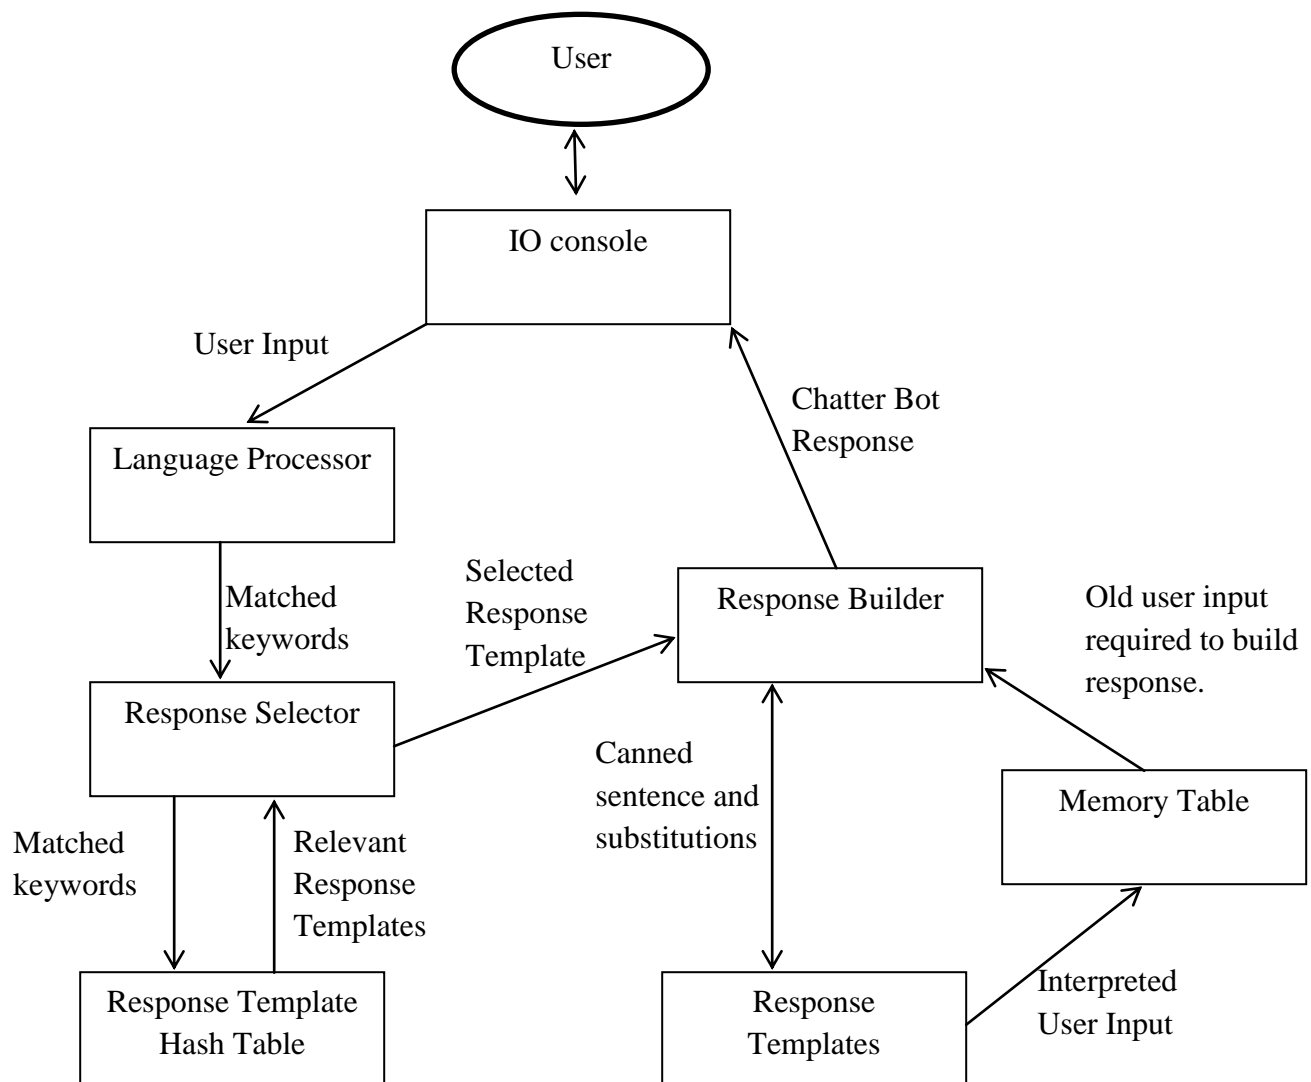 User
IO console
User Input
Chatter Bot
Response
Language Processor
Matched
keywords
Selected
Response
Template
Response Builder
Old user input
required to build
response.
Response Selector
Canned
sentence and
substitutions
Memory Table
Matched
keywords
Relevant
Response
Templates
Response Template
Hash Table
Response
Templates
Interpreted
User Input